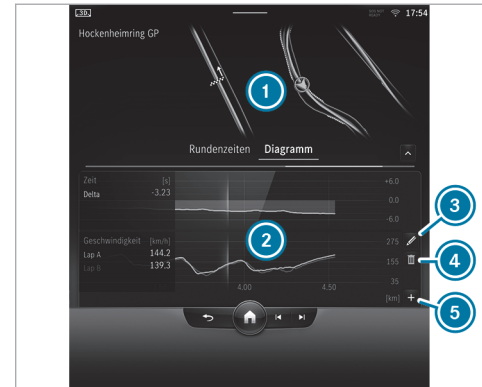 3D
17:54
Hockenheimring GP
1
Rundenzeiten Diagramm
Zeit [s]
Delta -3.23
+6.0
0.0
-6.0
3
2
Geschwindigkeit [km/h]
Lap A 144.2
Lap B 139.3
275
155
35
4
4.00 4.50
[km]
5